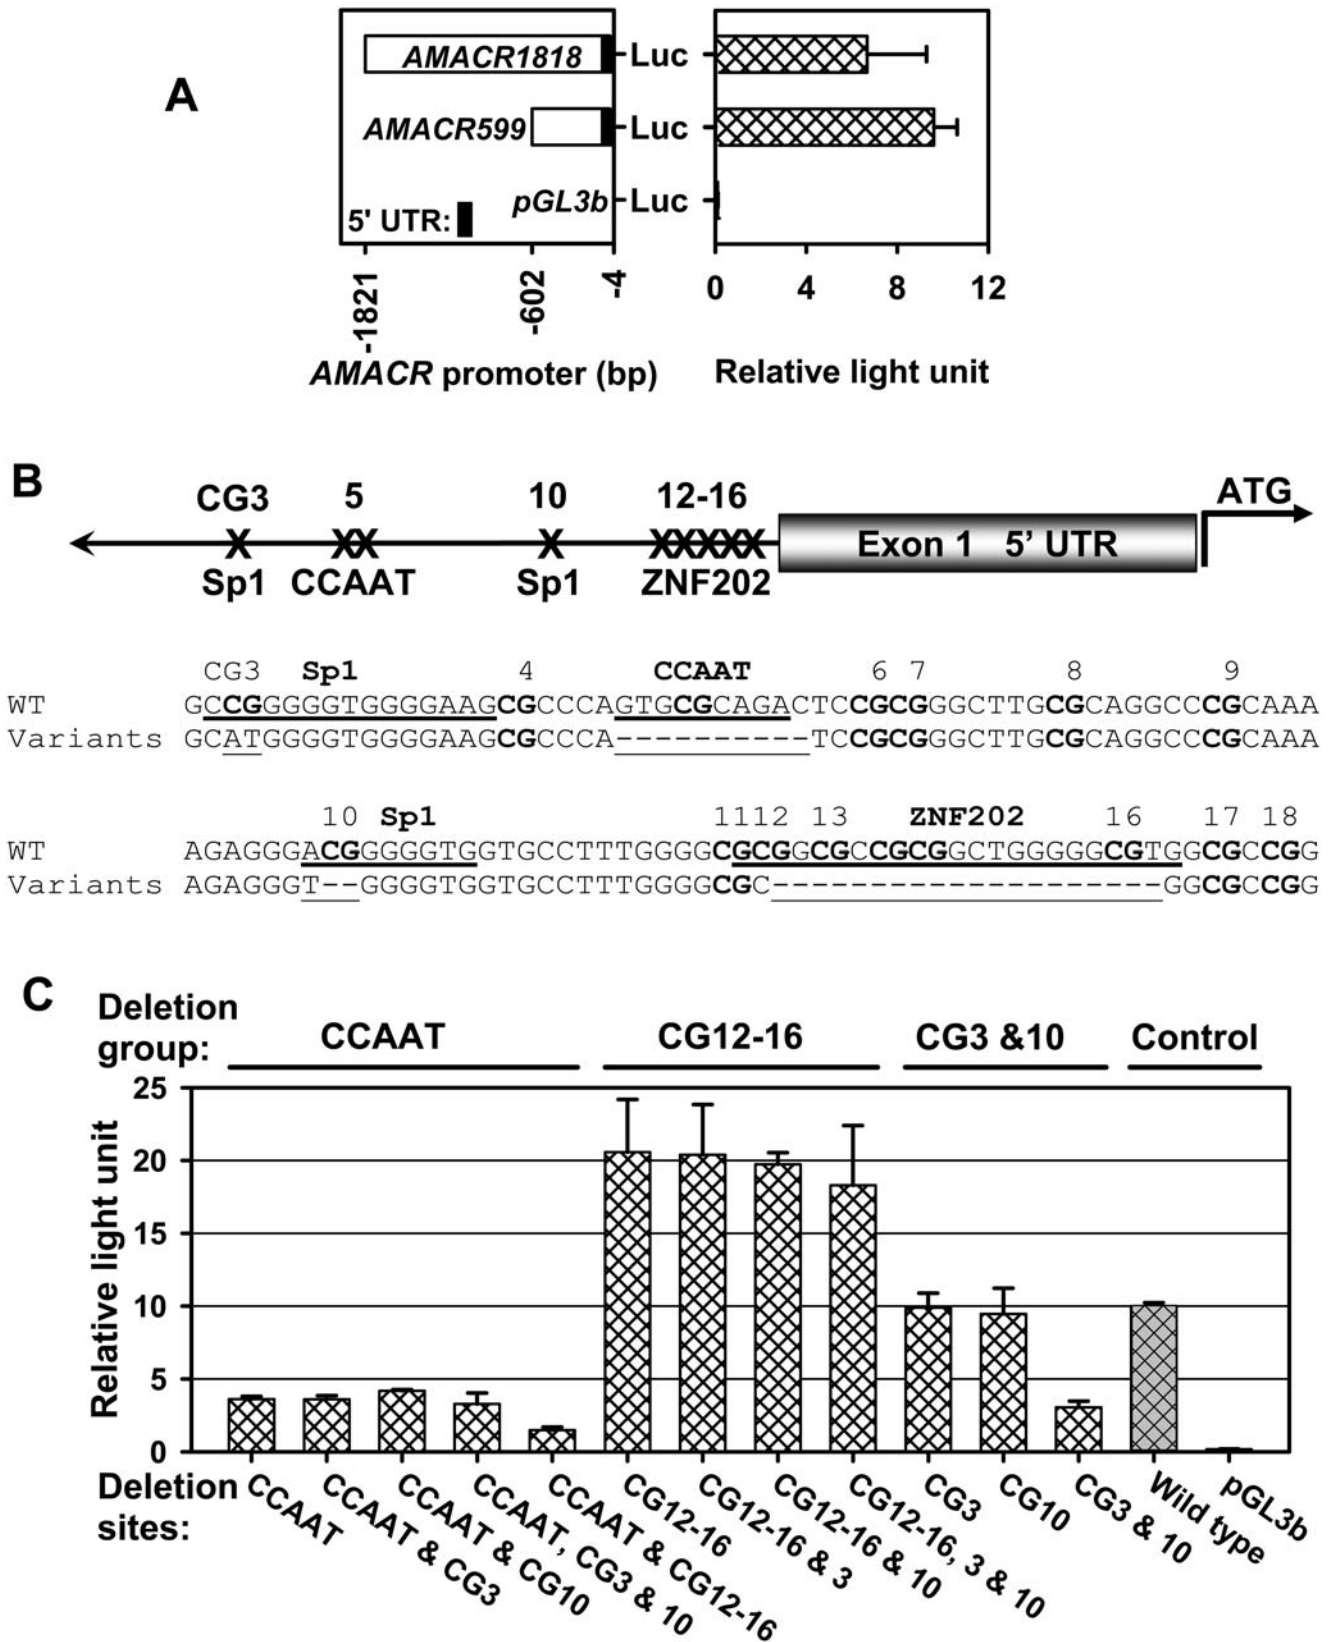 A
AMACR1818
Luc
AMACR599
Luc
pGL3b
Luc
5' UTR:
-1821
-602
-4
0 4 8 12
AMACR promoter (bp)
Relative light unit
B
CG3 5 10 12-16 ATG
Exon 1 5’ UTR
Sp1 CCAAT Sp1 ZNF202
CG3 Sp1 4 CCAAT 6 7 8 9
WT GCCGGGGGTGGGGAAGCGCCCAGTGCGCAGACTCCGCGGGCTTGCGCAGGCCCGCAAA
Variants GCATGGGGTGGGGAAGCGCCCA----------TCCGCGGGCTTGCGCAGGCCCGCAAA
10 Sp1 1112 13 ZNF202 16 17 18
WT AGAGGGACGGGGGTGGTGCCTTTGGGGCGCGGCGCCGCGGCTGGGGGCGTGGCGCCGG
Variants AGAGGGT--GGGGTGGTGCCTTTGGGGCGC--------------------GGCGCCGG
C
Deletion
group:
CCAAT CG12-16 CG3 &10 Control
25
20
15
10
5
0
Relative light unit
Deletion
sites:
CCAAT
CCAAT & CG3
CCAAT & CG10
CCAAT, CG3 & 10
CCAAT & CG12-16
CG12-16
CG12-16 & 3
CG12-16 & 10
CG12-16, 3 & 10
CG3
CG10
CG3 & 10
Wild type
pGL3b